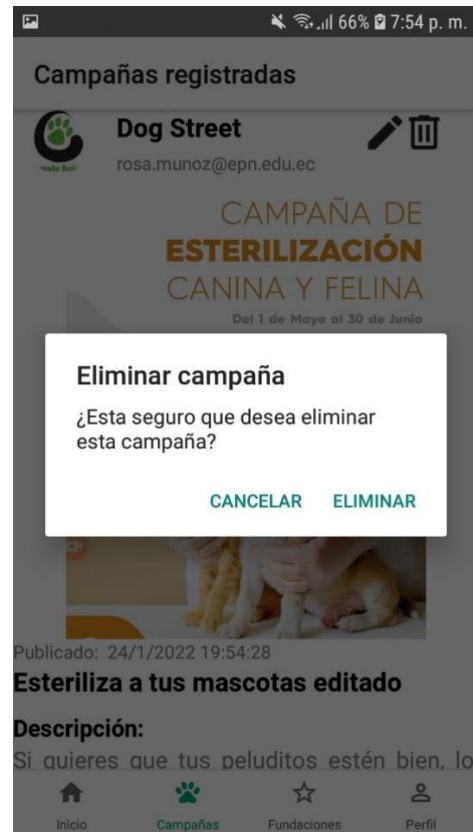 66% 7:54 p. m.
Campañas registradas
Dog Street
rosa.munoz@epn.edu.ec
CAMPAÑA DE
ESTERILIZACIÓN
CANINA Y FELINA
Del 1 de Mayo al 30 de Junio
Eliminar campaña
¿Esta seguro que desea eliminar
esta campaña?
CANCELAR ELIMINAR
Publicado: 24/1/2022 19:54:28
Esteriliza a tus mascotas editado
Descripción:
Si quieres que tus peluditos estén bien, lo
Inicio Campañas Fundaciones Perfil